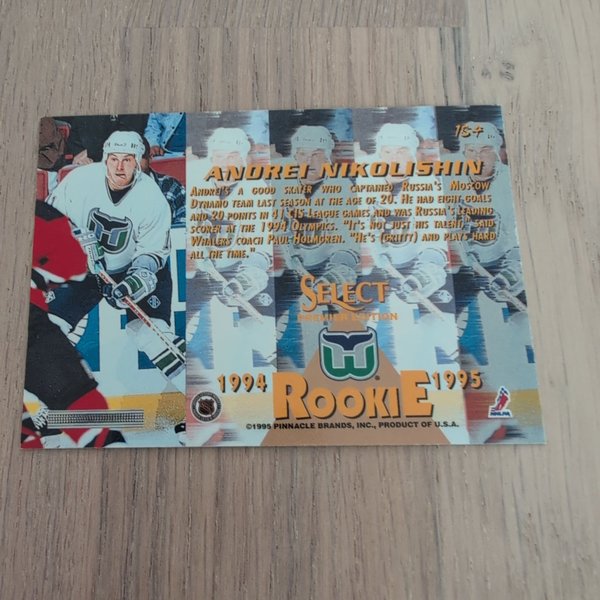 184
ANDREI NIKOLISHIN
ANDREI'S A GOOD SKATER WHO CAPTAINED RUSSIA'S MOSCOW
DYNAMO TEAM LAST SEASON AT THE AGE OF 20. HE HAD EIGHT GOALS
AND 20 POINTS IN 41 CIS LEAGUE GAMES AND WAS RUSSIA'S LEADING
SCORER AT THE 1994 OLYMPICS. "IT'S NOT JUST HIS TALENT," SAID
WHALERS COACH PAUL HOLMGREN. "HE'S (GRITTY) AND PLAYS HARD
ALL THE TIME."
SELECT
PREMIER EDITION
1994 ROOKIE 1995
©1995 PINNACLE BRANDS, INC., PRODUCT OF U.S.A.